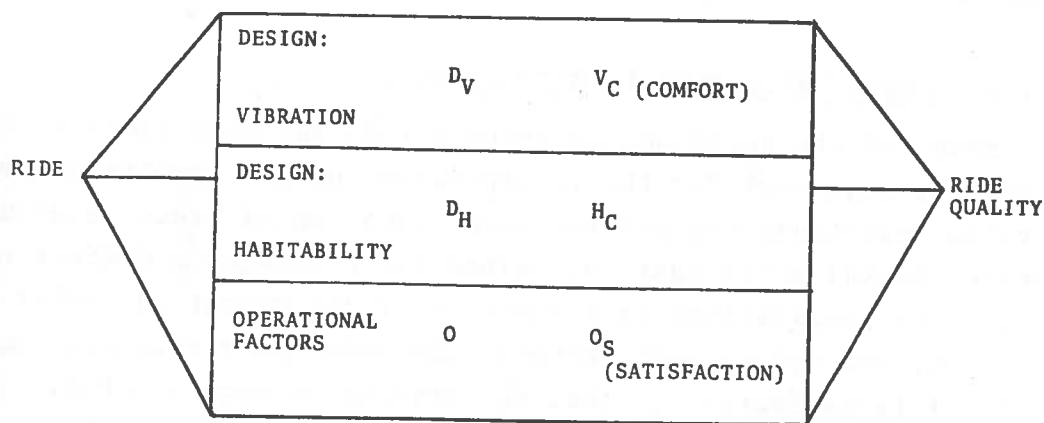 DESIGN:
D_V V_C (COMFORT)
VIBRATION
RIDE
DESIGN:
D_H H_C
HABITABILITY
RIDE
QUALITY
OPERATIONAL
FACTORS O O_S
(SATISFACTION)